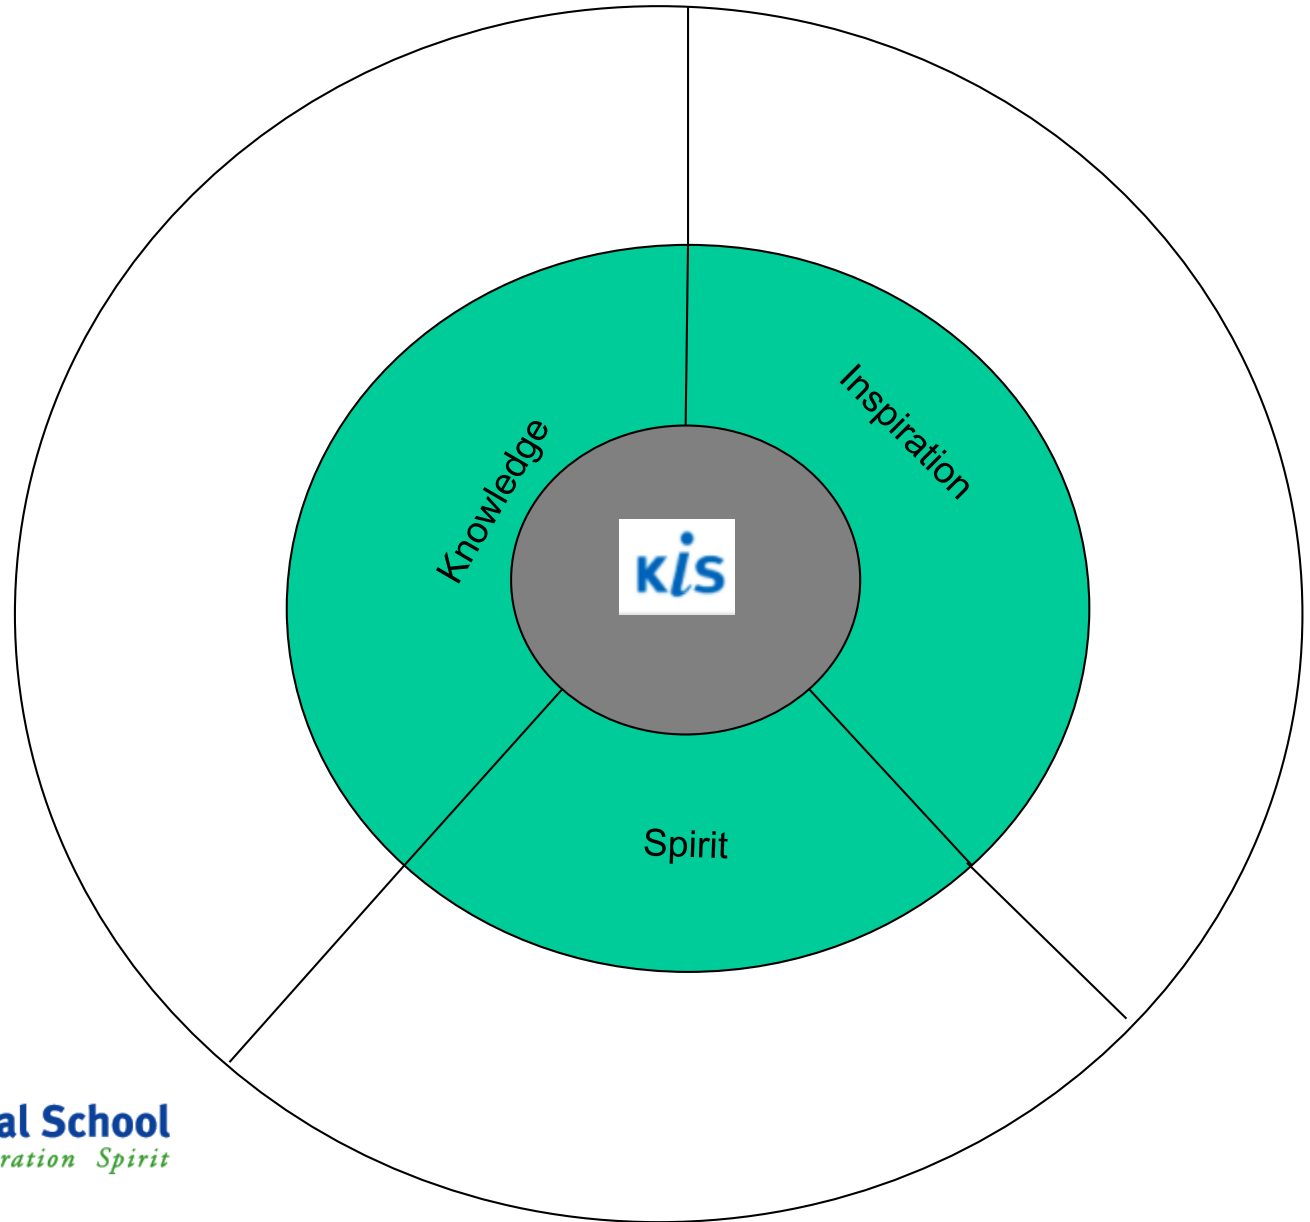 Inspiration
Knowledge
KiS
Spirit
al School
ration Spirit